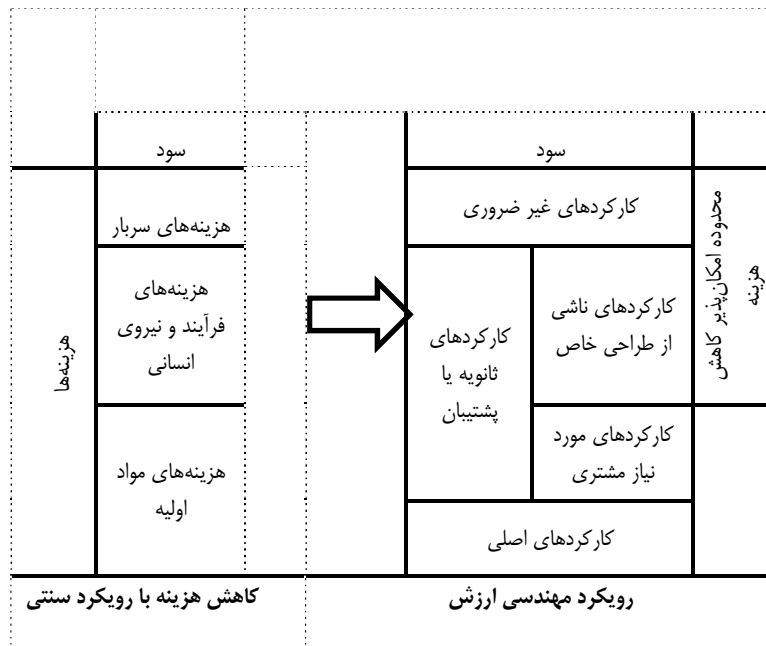 سود
سود
هزینه‌های سربار
هزینه‌های
فرآیند و نیروی
انسانی
هزینه‌های مواد
اولیه
هزینه‌ها
کارکردهای غیر ضروری
کارکردهای ناشی
از طراحی خاص
کارکردهای
ثانویه یا
پشتیبان
کارکردهای مورد
نیاز مشتری
کارکردهای اصلی
محدوده امکان‌پذیر کاهش
هزینه
رویکرد مهندسی ارزش
کاهش هزینه با رویکرد سنتی